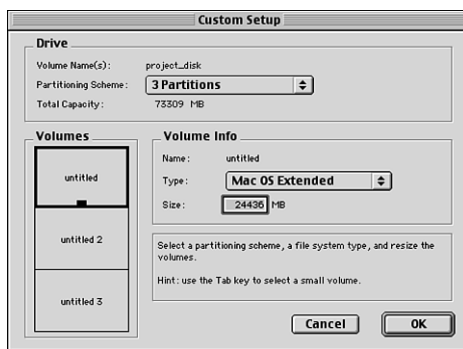 Custom Setup
Drive
Volume Name(s): project_disk
Partitioning Scheme: 3 Partitions
Total Capacity: 73309 MB
Volumes
untitled
untitled 2
untitled 3
Volume Info
Name: untitled
Type: Mac OS Extended
Size: 24436 MB
Select a partitioning scheme, a file system type, and resize the
volumes.
Hint: use the Tab key to select a small volume.
Cancel OK